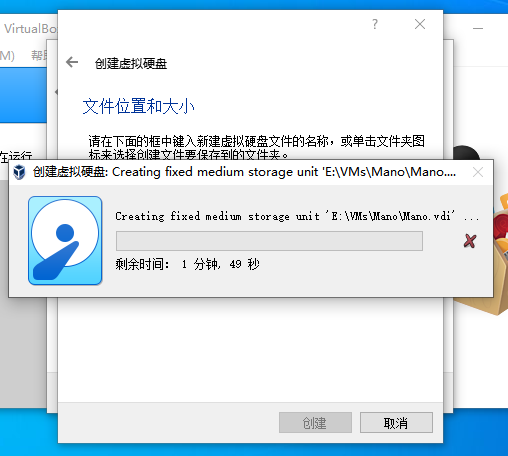 VirtualBo
?
M)
创建虚拟硬盘
文件位置和大小
请在下面的框中键入新建虚拟硬盘文件的名称，或单击文件夹图
标来选择创建文件要保存到的文件夹。
在运行
创建虚拟硬盘: Creating fixed medium storage unit 'E:\VMs\Mano\Mano....
Creating fixed medium storage unit 'E:\VMs\Mano\Mano.vdi' ...
剩余时间： 1 分钟, 49 秒
创建
取消